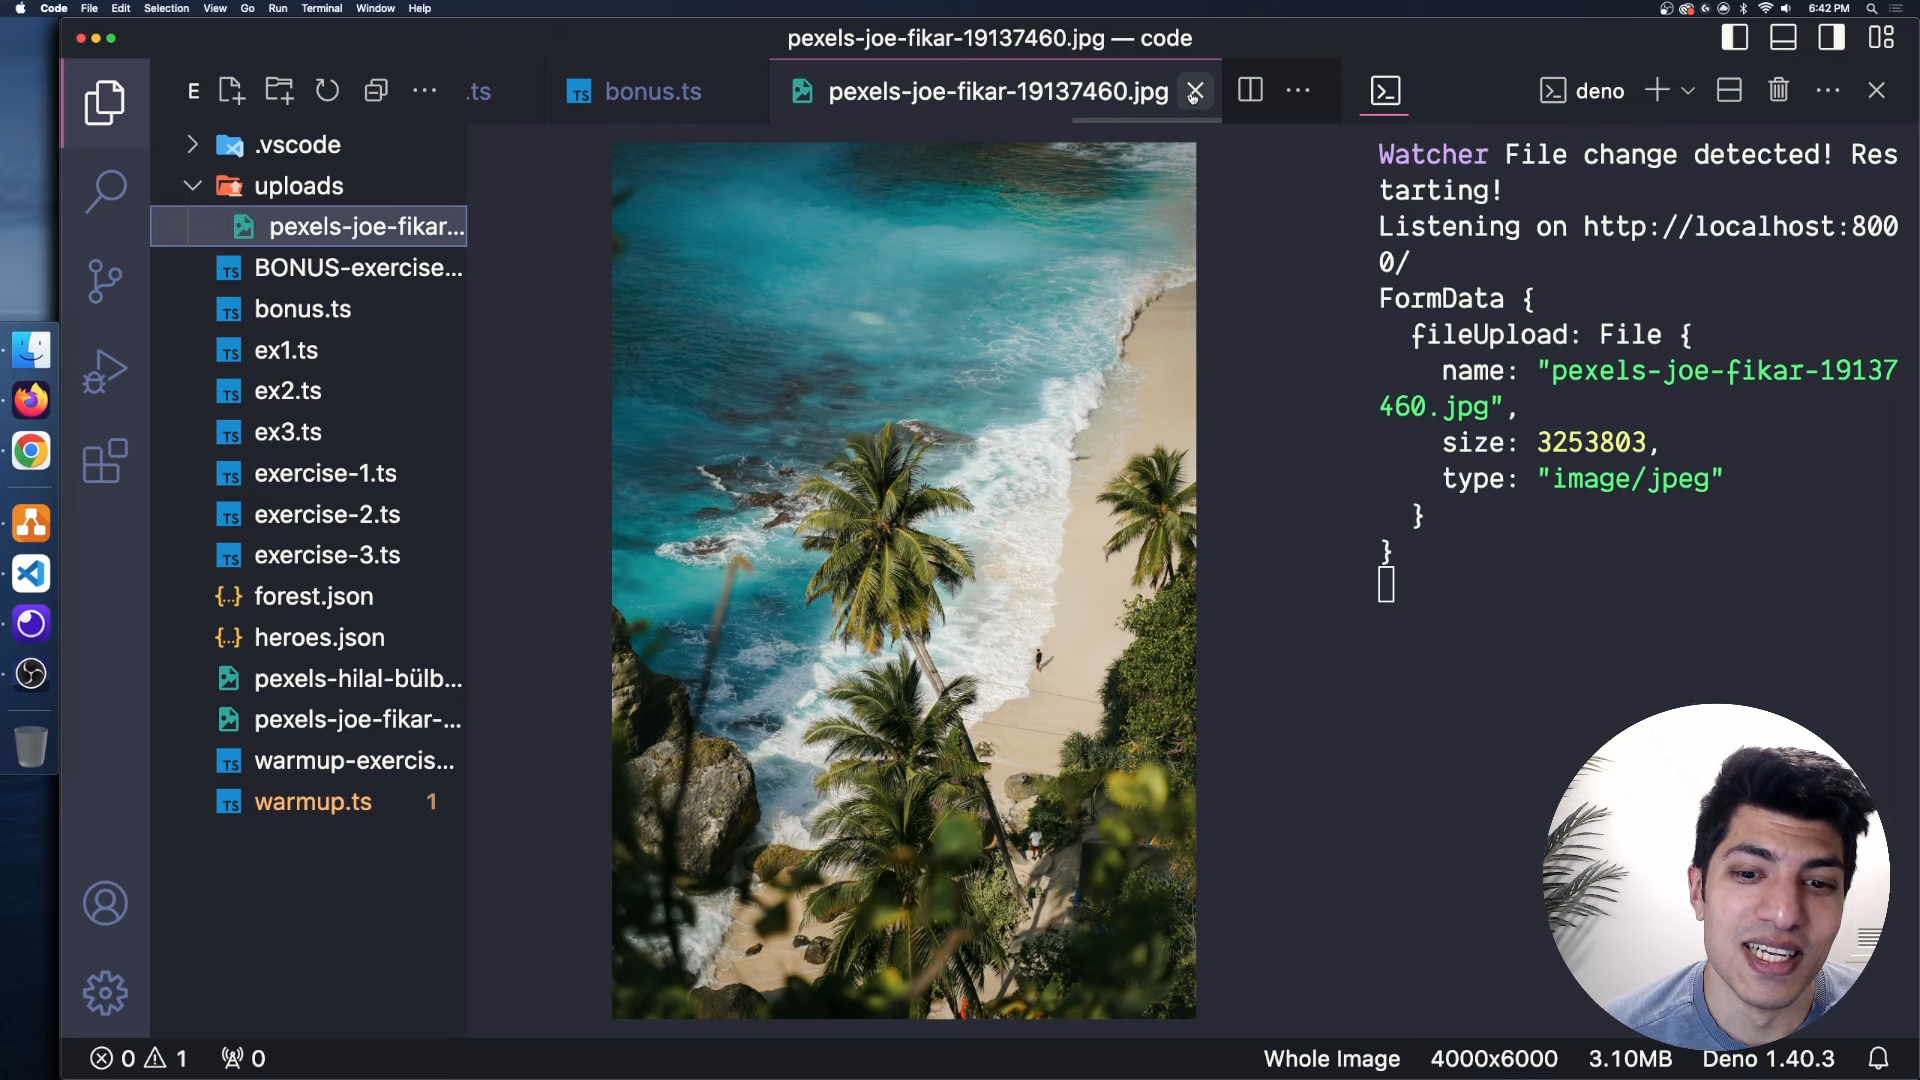 Code File Edit Selection View Go Run Terminal Window Help
6:42 PM
pexels-joe-fikar-19137460.jpg — code
E
.ts
bonus.ts
pexels-joe-fikar-19137460.jpg
deno
.vscode
uploads
pexels-joe-fikar...
BONUS-exercise...
bonus.ts
ex1.ts
ex2.ts
ex3.ts
exercise-1.ts
exercise-2.ts
exercise-3.ts
forest.json
heroes.json
pexels-hilal-bülb...
pexels-joe-fikar-...
warmup-exercis...
warmup.ts 1
Watcher File change detected! Res
tarting!
Listening on http://localhost:800
0/
FormData {
fileUpload: File {
name: "pexels-joe-fikar-19137
460.jpg",
size: 3253803,
type: "image/jpeg"
}
}
0 1 0
Whole Image 4000x6000 3.10MB Deno 1.40.3